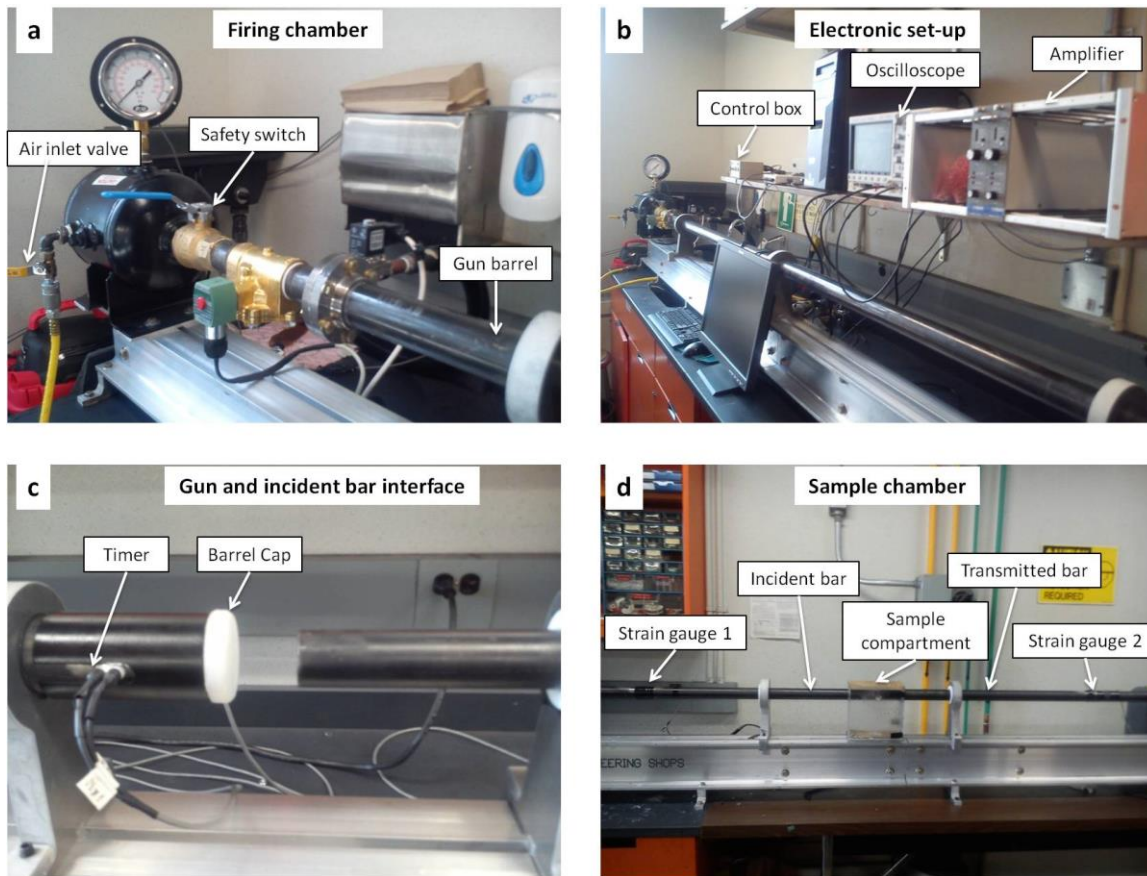 a
Firing chamber
Safety switch
Air inlet valve
Gun barrel
b
Electronic set-up
Amplifier
Oscilloscope
Control box
c
Gun and incident bar interface
Timer
Barrel Cap
d
Sample chamber
Incident bar
Transmitted bar
Strain gauge 1
Sample
compartment
Strain gauge 2
REQUIRED
EERING SHOPS